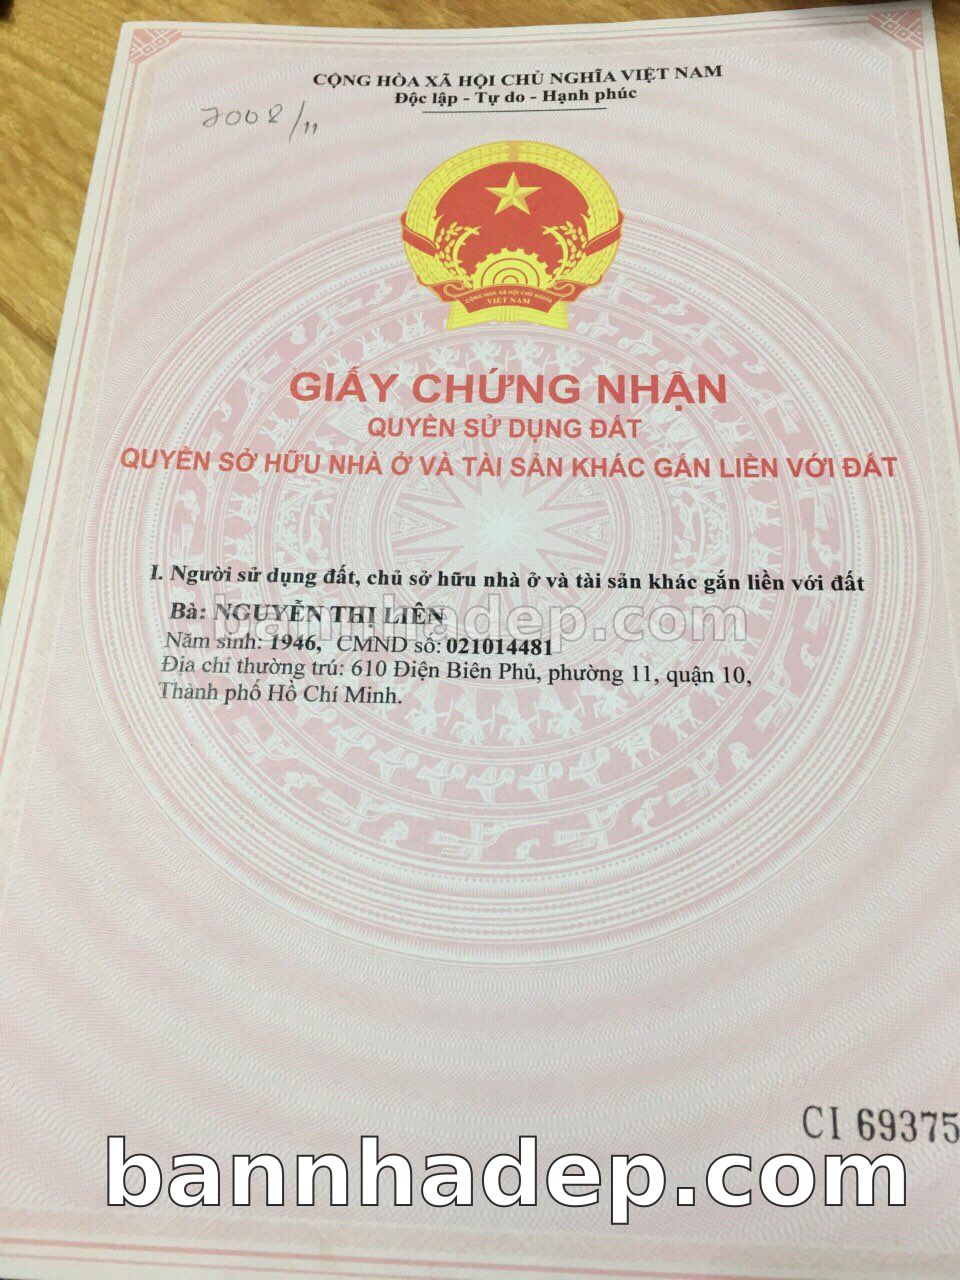 CỘNG HÒA XÃ HỘI CHỦ NGHĨA VIỆT NAM
Độc lập - Tự do - Hạnh phúc
2008/11
CỘNG HOÀ XÃ HỘI CHỦ NGHĨA
VIỆT NAM
GIẤY CHỨNG NHẬN
QUYỀN SỬ DỤNG ĐẤT
QUYỀN SỞ HỮU NHÀ Ở VÀ TÀI SẢN KHÁC GẮN LIỀN VỚI ĐẤT
I. Người sử dụng đất, chủ sở hữu nhà ở và tài sản khác gắn liền với đất
Bà: NGUYỄN THỊ LIÊN
bannhadep.com
Năm sinh: 1946, CMND số: 021014481
Địa chỉ thường trú: 610 Điện Biên Phủ, phường 11, quận 10,
Thành phố Hồ Chí Minh.
CI 69375
bannhadep.com